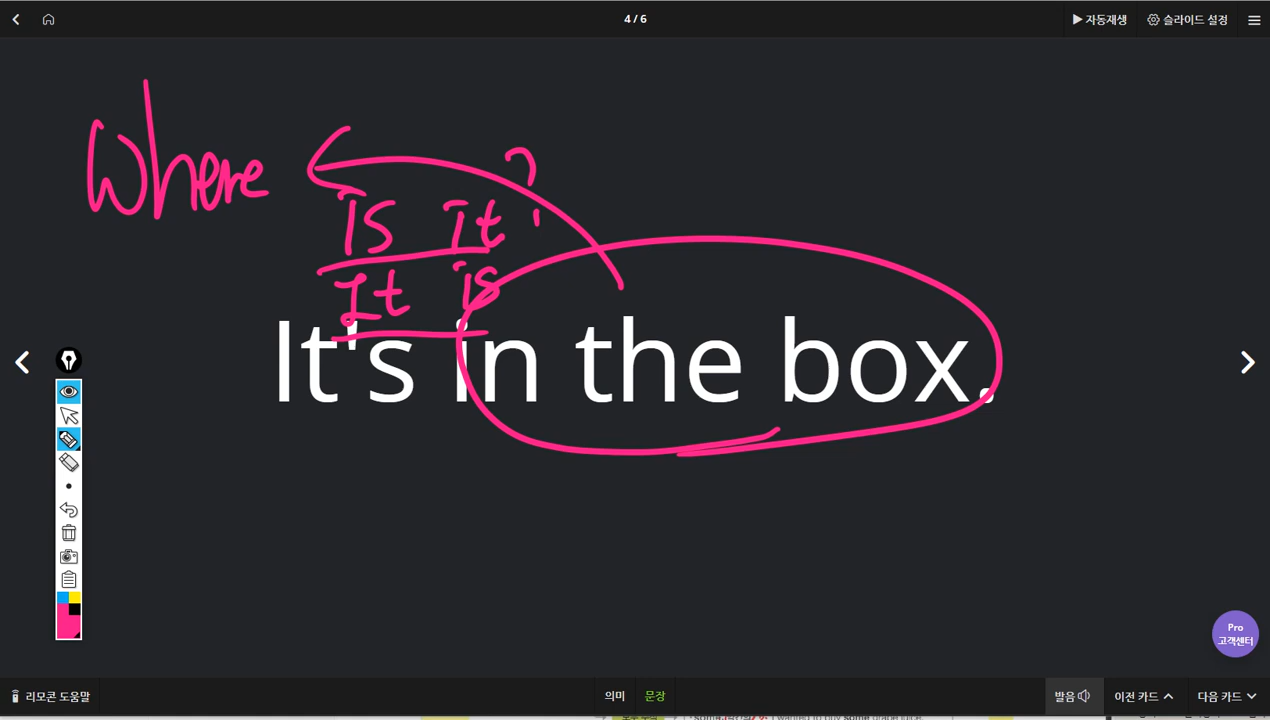 4 / 6
자동재생
슬라이드 설정
Where
Is It ?
It is
It's in the box.
Pro
고객센터
리모콘 도움말
의미
문장
발음
이전 카드
다음 카드